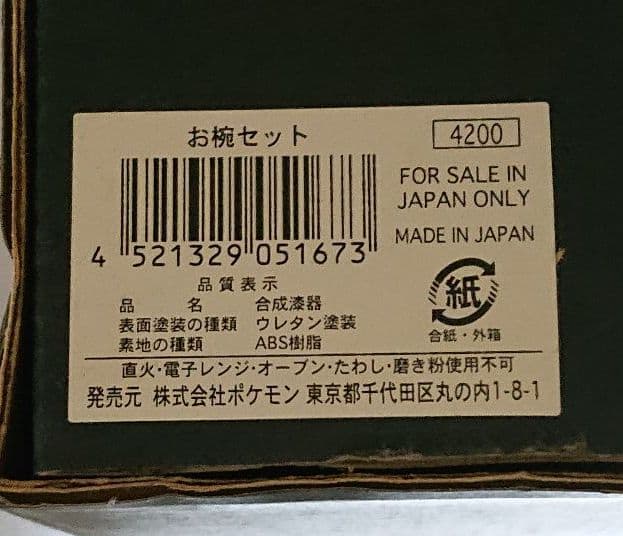 お椀セット
4200
FOR SALE IN
JAPAN ONLY
MADE IN JAPAN
4 521329 051673
紙
合紙・外箱
品質表示
品 名 合成漆器
表面塗装の種類 ウレタン塗装
素地の種類 ABS樹脂
直火・電子レンジ・オーブン・たわし・磨き粉使用不可
発売元 株式会社ポケモン 東京都千代田区丸の内1-8-1